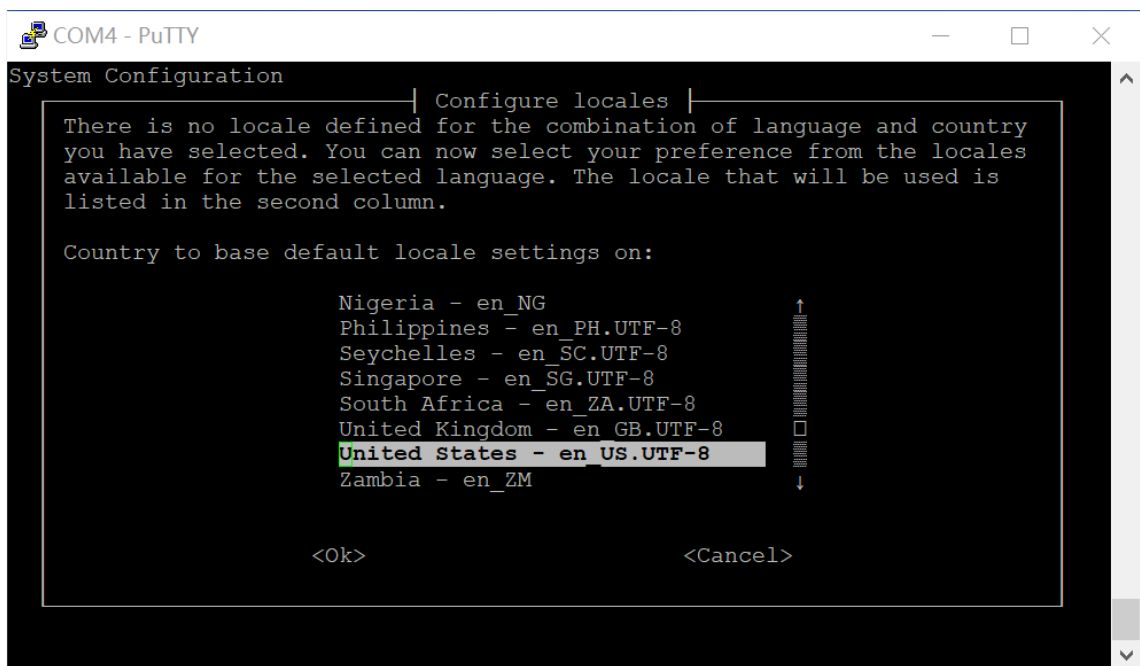 COM4 - PuTTY
System Configuration
Configure locales
There is no locale defined for the combination of language and country
you have selected. You can now select your preference from the locales
available for the selected language. The locale that will be used is
listed in the second column.
Country to base default locale settings on:
Nigeria - en_NG
Philippines - en_PH.UTF-8
Seychelles - en_SC.UTF-8
Singapore - en_SG.UTF-8
South Africa - en_ZA.UTF-8
United Kingdom - en_GB.UTF-8
United States - en_US.UTF-8
Zambia - en_ZM
<Ok> <Cancel>